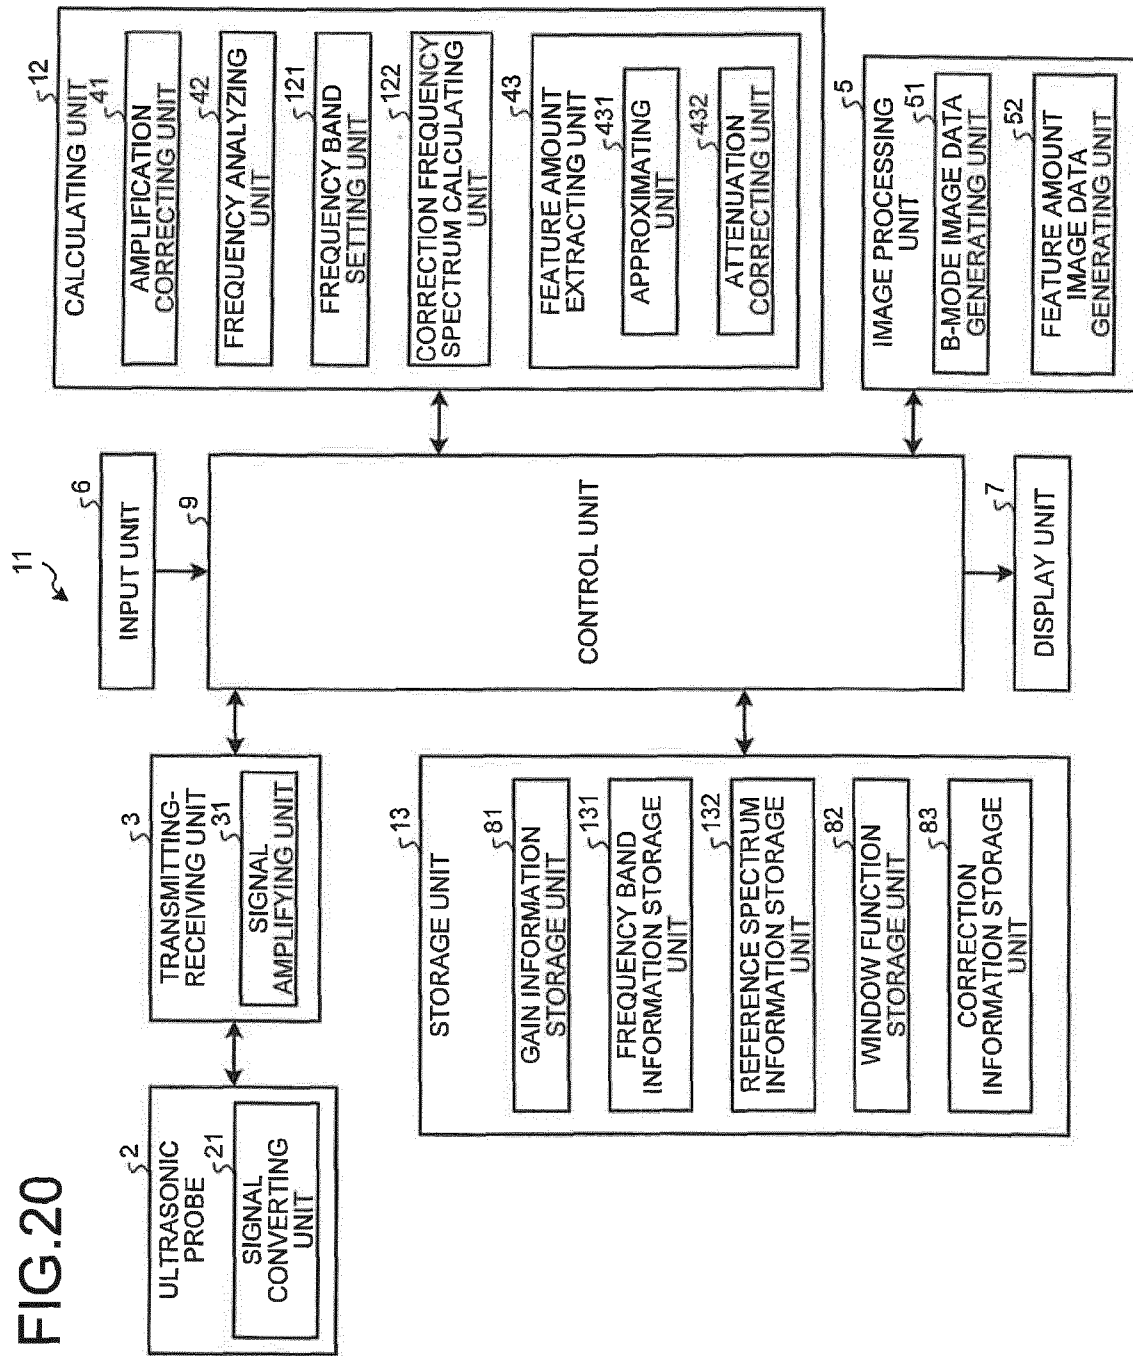 FIG.20
11
2
ULTRASONIC
PROBE
21
SIGNAL
CONVERTING
UNIT
3
TRANSMITTING-
RECEIVING UNIT
31
SIGNAL
AMPLIFYING UNIT
6
INPUT UNIT
9
CONTROL UNIT
7
DISPLAY UNIT
13
STORAGE UNIT
81
GAIN INFORMATION
STORAGE UNIT
131
FREQUENCY BAND
INFORMATION STORAGE
UNIT
132
REFERENCE SPECTRUM
INFORMATION STORAGE
UNIT
82
WINDOW FUNCTION
STORAGE UNIT
83
CORRECTION
INFORMATION STORAGE
UNIT
12
CALCULATING UNIT
41
AMPLIFICATION
CORRECTING UNIT
42
FREQUENCY ANALYZING
UNIT
121
FREQUENCY BAND
SETTING UNIT
122
CORRECTION FREQUENCY
SPECTRUM CALCULATING
UNIT
43
FEATURE AMOUNT
EXTRACTING UNIT
431
APPROXIMATING
UNIT
432
ATTENUATION
CORRECTING UNIT
5
IMAGE PROCESSING
UNIT
51
B-MODE IMAGE DATA
GENERATING UNIT
52
FEATURE AMOUNT
IMAGE DATA
GENERATING UNIT